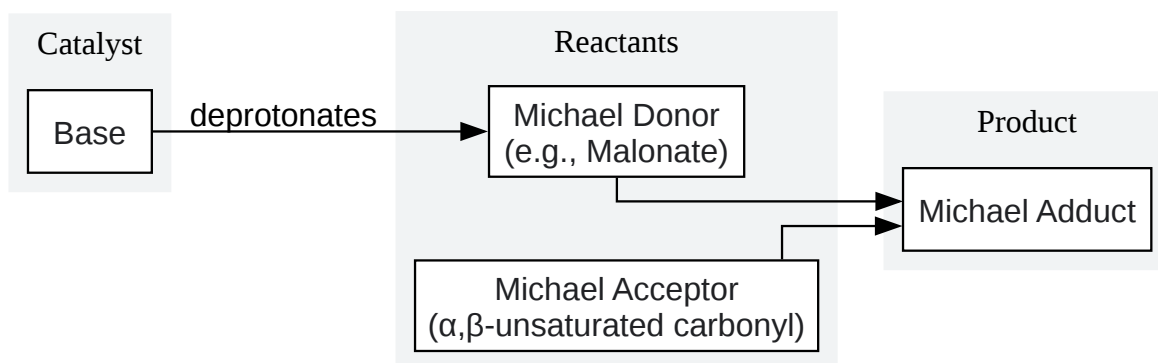 Catalyst
Base
deprotonates
Reactants
Michael Donor
(e.g., Malonate)
Michael Acceptor
(α,β-unsaturated carbonyl)
Product
Michael Adduct